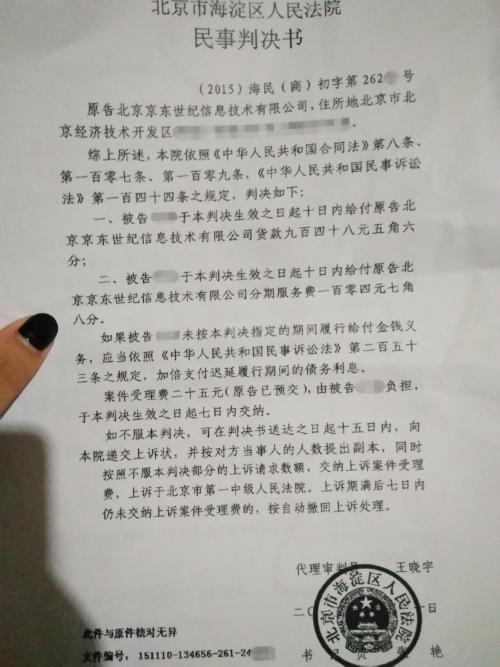 北京市海淀区人民法院
民事判决书
(2015)海民(商)初字第262 号
原告北京京东世纪信息技术有限公司,住所地北京市北
京经济技术开发区 。
综上所述,本院依照《中华人民共和国合同法》第八条、
第一百零七条、第一百零九条,《中华人民共和国民事诉讼
法》第一百四十四条之规定,判决如下:
一、被告 于本判决生效之日起十日内给付原告北
京京东世纪信息技术有限公司货款九百四十八元五角六
分;
二、被告 于本判决生效之日起十日内给付原告北
京京东世纪信息技术有限公司分期服务费一百零四元七角
八分。
如果被告 未按本判决指定的期间履行给付金钱义
务,应当依照《中华人民共和国民事诉讼法》第二百五十
三条之规定,加倍支付迟延履行期间的债务利息。
案件受理费二十五元(原告已预交),由被告 负担,
于本判决生效之日起七日内交纳。
如不服本判决,可在判决书送达之日起十五日内,向
本院递交上诉状,并按对方当事人的人数提出副本,同时
按照不服本判决部分的上诉请求数额,交纳上诉案件受理
费,上诉于北京市第一中级人民法院。上诉期满后七日内
仍未交纳上诉案件受理费的,按自动撤回上诉处理。
代理审判员 王晓宇
二〇 日
北京市海淀区人民法院
此件与原件核对无异
书记员 张艳
文件编号:151110-134656-261-24